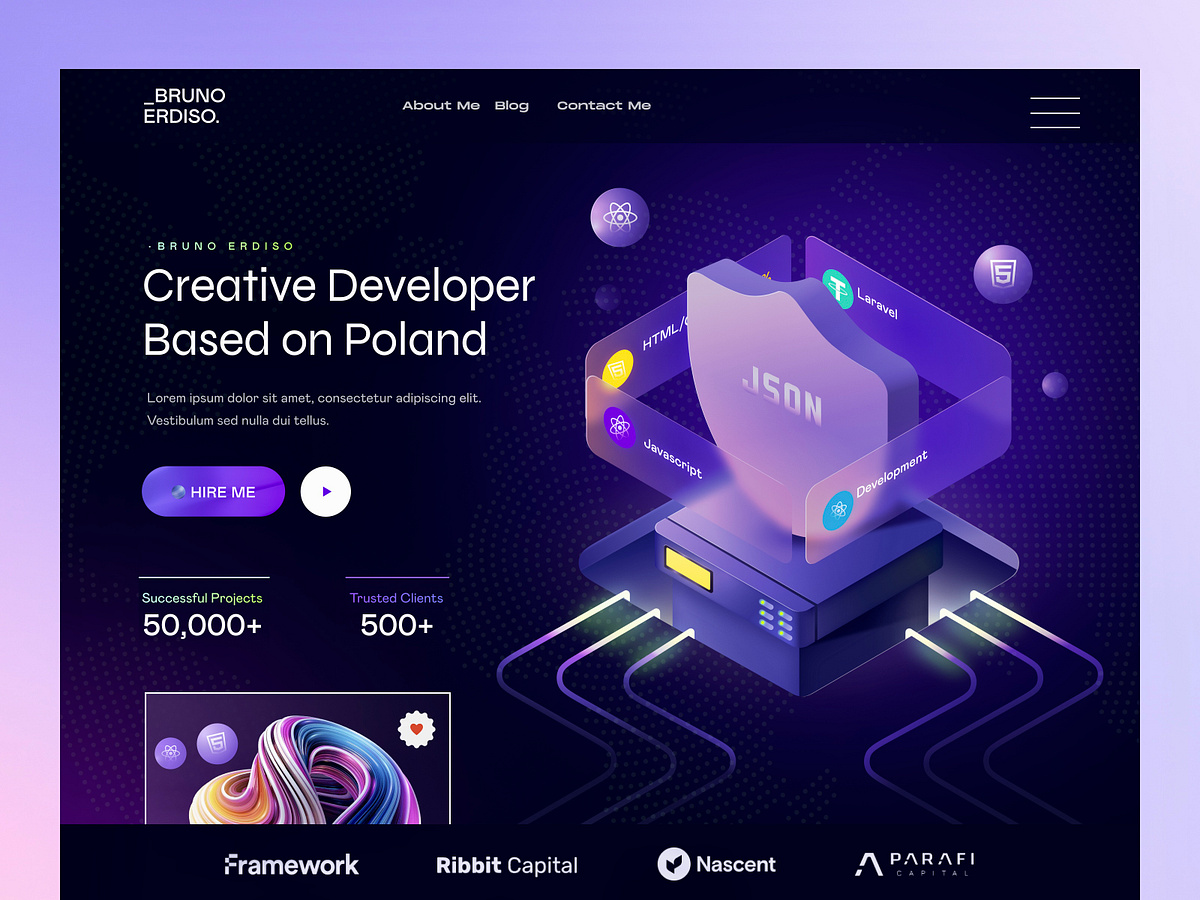 _BRUNO
ERDISO.
About Me Blog Contact Me
·BRUNO ERDISO
Creative Developer
Based on Poland
Lorem ipsum dolor sit amet, consectetur adipiscing elit.
Vestibulum sed nulla dui tellus.
HIRE ME
Successful Projects
50,000+
Trusted Clients
500+
Laravel
JSON
Javascript
Development
Framework
Ribbit Capital
Nascent
PARAFI
CAPITAL